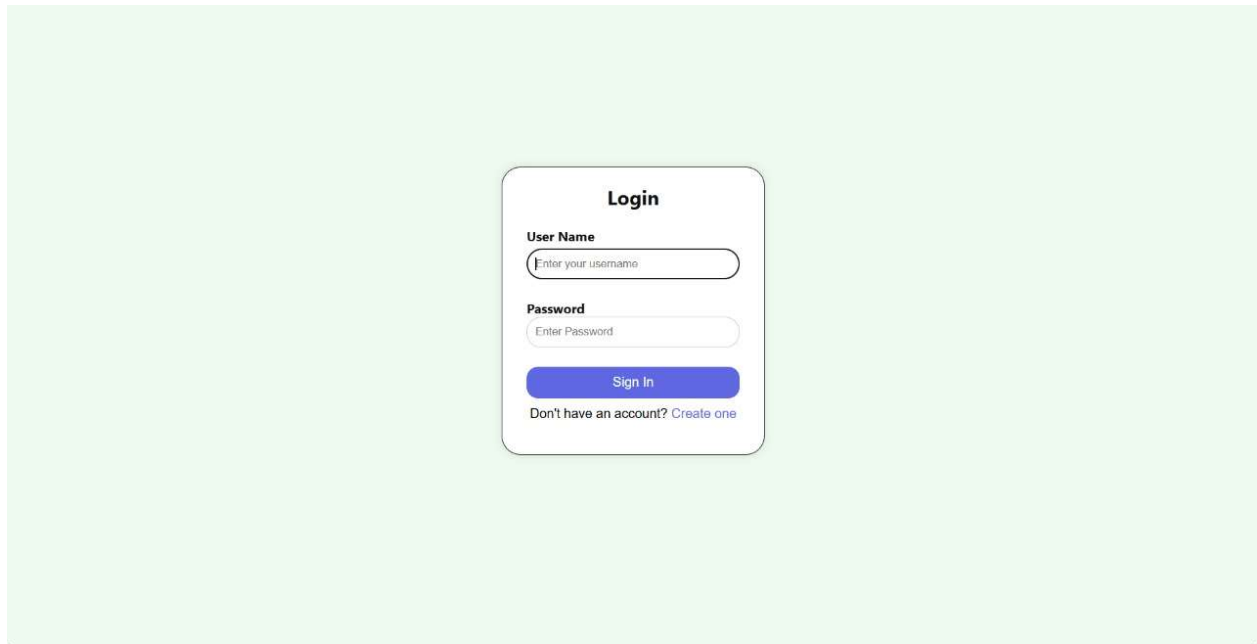 Login
User Name
Enter your username
Password
Enter Password
Sign In
Don't have an account? Create one